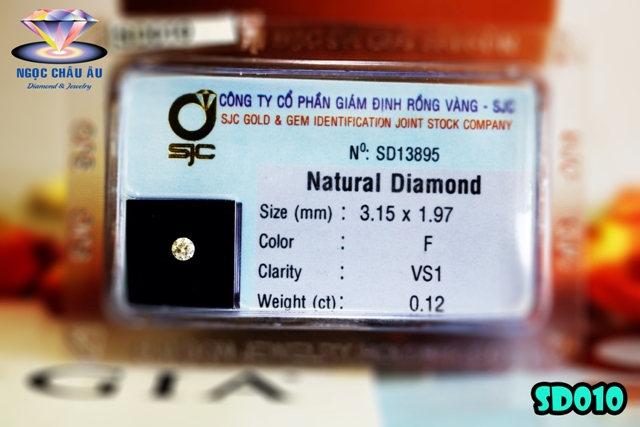 NGỌC CHÂU ÂU
Diamond & Jewelry
CÔNG TY CỔ PHẦN GIÁM ĐỊNH RỒNG VÀNG - SJC
SJC GOLD & GEM IDENTIFICATION JOINT STOCK COMPANY
SJC
Nº: SD13895
Natural Diamond
Size (mm) : 3.15 x 1.97
Color : F
Clarity : VS1
Weight (ct): 0.12
GIA
SD010